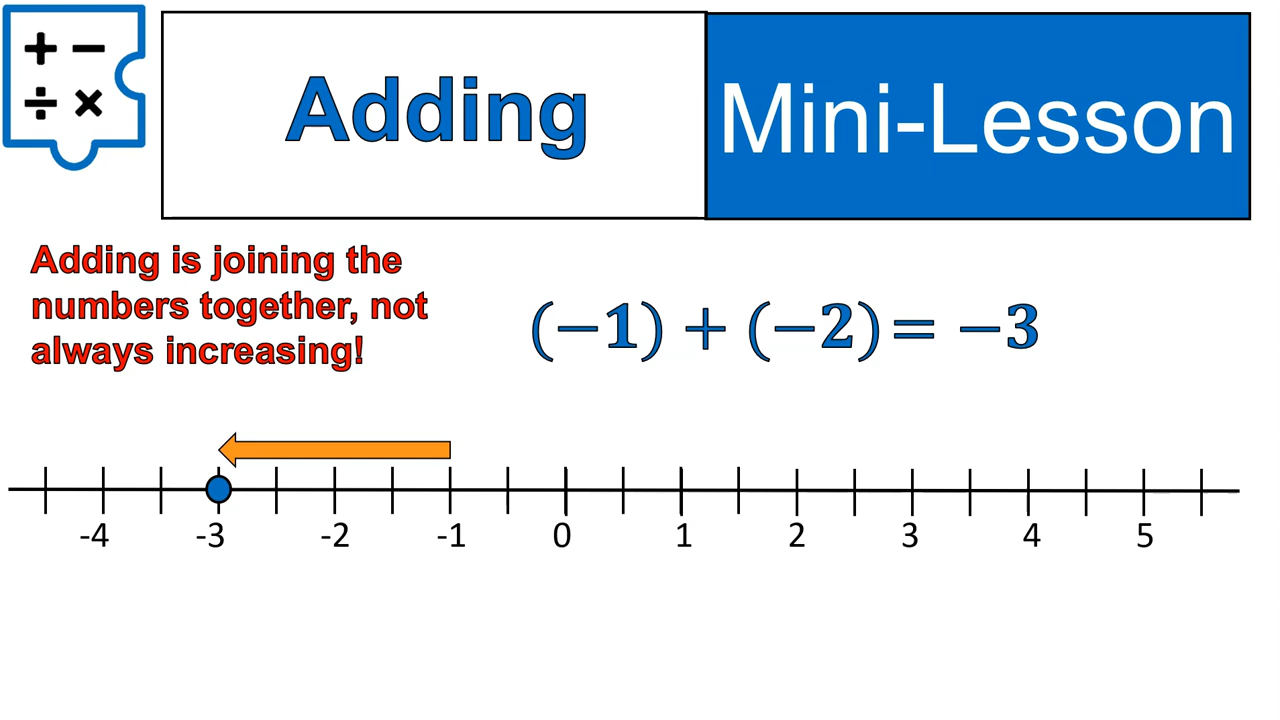 + −
÷ ×
Adding
Mini-Lesson
Adding is joining the
numbers together, not
always increasing!
(−1) + (−2) = −3
-4 -3 -2 -1 0 1 2 3 4 5